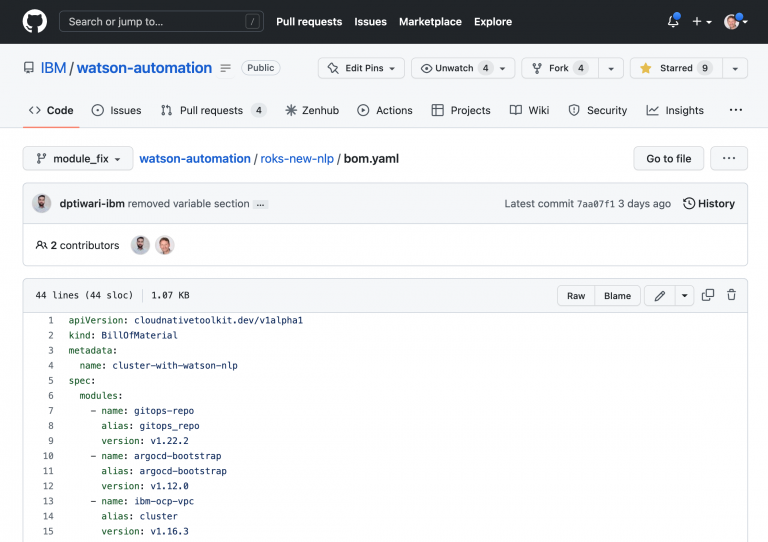 Search or jump to... / Pull requests Issues Marketplace Explore
IBM / watson-automation Public Edit Pins Unwatch 4 Fork 4 Starred 9
Code Issues Pull requests 4 Zenhub Actions Projects Wiki Security Insights ...
module_fix watson-automation / roks-new-nlp / bom.yaml Go to file ...
dptiwari-ibm removed variable section ... Latest commit 7aa07f1 3 days ago History
2 contributors
44 lines (44 sloc) 1.07 KB Raw Blame
1 apiVersion: cloudnativetoolkit.dev/v1alpha1
2 kind: BillOfMaterial
3 metadata:
4 name: cluster-with-watson-nlp
5 spec:
6 modules:
7 - name: gitops-repo
8 alias: gitops_repo
9 version: v1.22.2
10 - name: argocd-bootstrap
11 alias: argocd-bootstrap
12 version: v1.12.0
13 - name: ibm-ocp-vpc
14 alias: cluster
15 version: v1.16.3